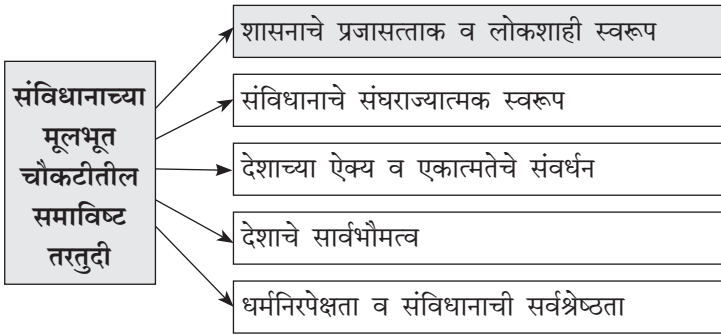 संविधानाच्या
मूलभूत
चौकटीतील
समाविष्ट
तरतुदी
शासनाचे प्रजासत्ताक व लोकशाही स्वरूप
संविधानाचे संघराज्यात्मक स्वरूप
देशाच्या ऐक्य व एकात्मतेचे संवर्धन
देशाचे सार्वभौमत्व
धर्मनिरपेक्षता व संविधानाची सर्वश्रेष्ठता